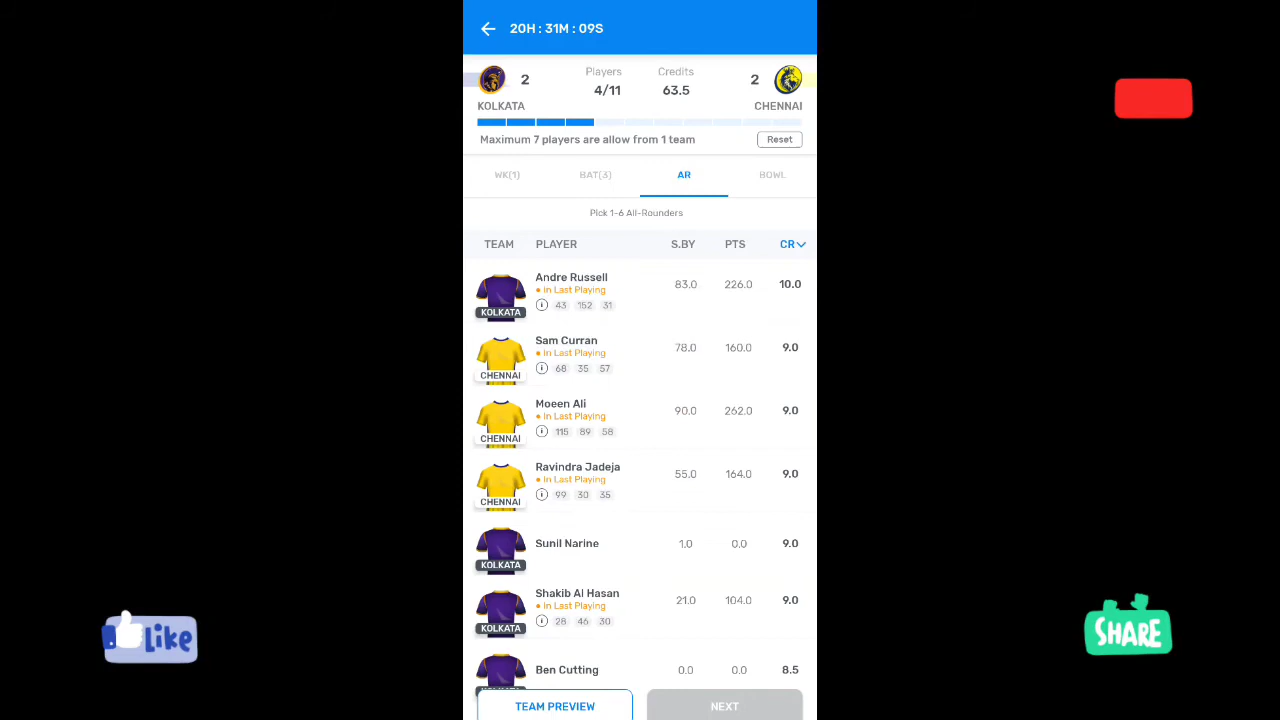 20H : 31M : 09S
2 Players Credits 2
4/11 63.5
KOLKATA CHENNAI
Maximum 7 players are allow from 1 team Reset
WK(1) BAT(3) AR BOWL
Pick 1-6 All-Rounders
TEAM PLAYER S.BY PTS CR
Andre Russell
In Last Playing 83.0 226.0 10.0
KOLKATA i 43 152 31
Sam Curran
In Last Playing 78.0 160.0 9.0
CHENNAI i 68 35 57
Moeen Ali
In Last Playing 90.0 262.0 9.0
CHENNAI i 115 89 58
Ravindra Jadeja
In Last Playing 55.0 164.0 9.0
CHENNAI i 99 30 35
Sunil Narine 1.0 0.0 9.0
KOLKATA
Shakib Al Hasan
In Last Playing 21.0 104.0 9.0
KOLKATA i 28 46 30
Ben Cutting 0.0 0.0 8.5
TEAM PREVIEW NEXT
like
SHARE